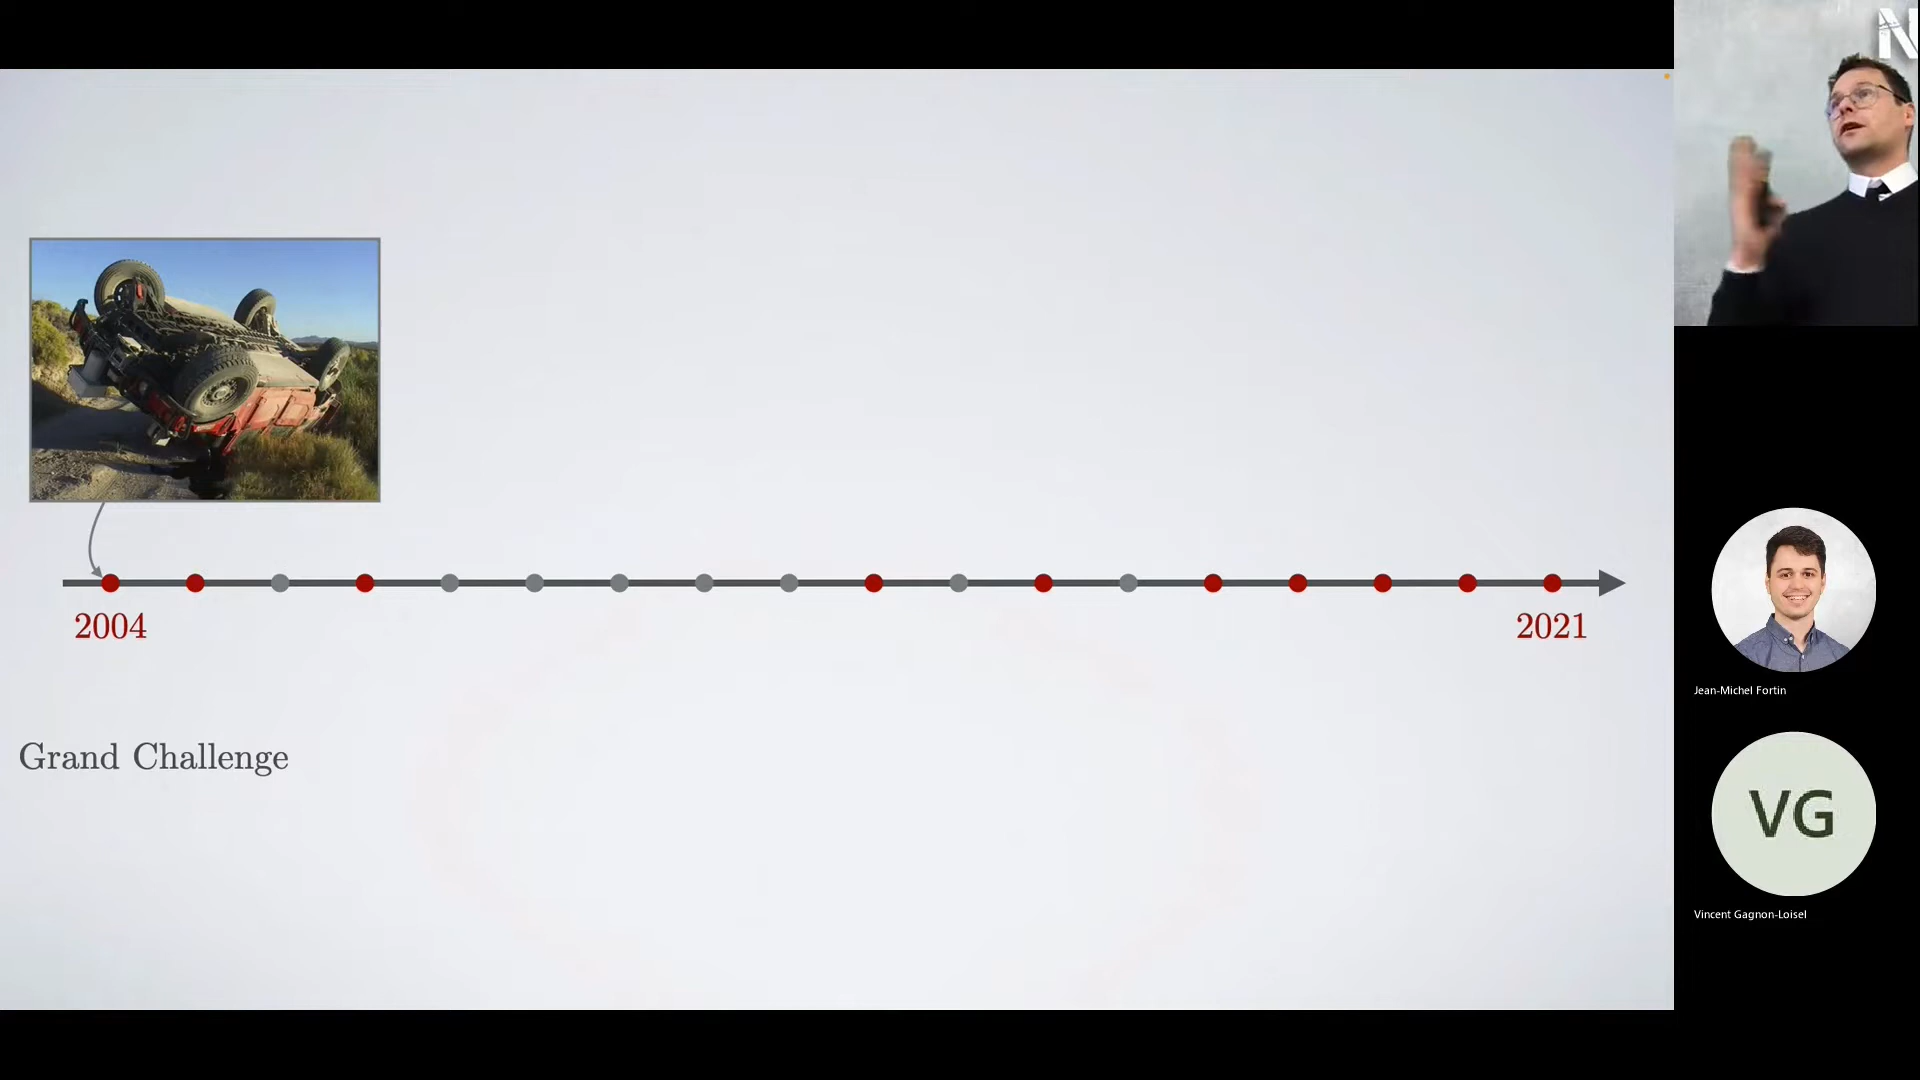 N
2004
2021
Grand Challenge
Jean-Michel Fortin
VG
Vincent Gagnon-Loisel